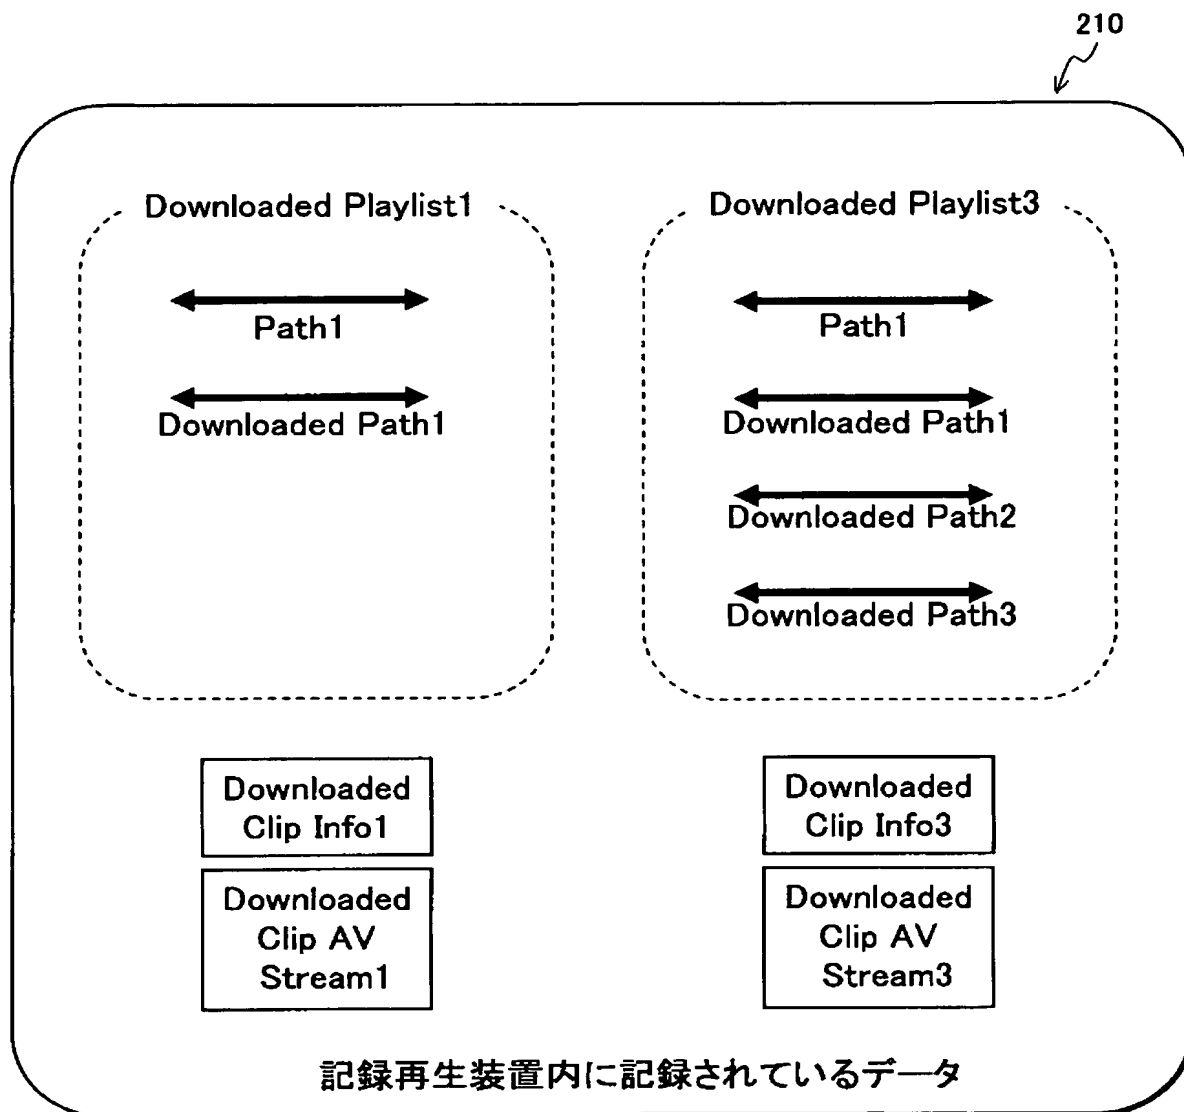 210
Downloaded Playlist1
Path1
Downloaded Path1
Downloaded Playlist3
Path1
Downloaded Path1
Downloaded Path2
Downloaded Path3
Downloaded
Clip Info1
Downloaded
Clip AV
Stream1
Downloaded
Clip Info3
Downloaded
Clip AV
Stream3
記録再生装置内に記録されているデータ